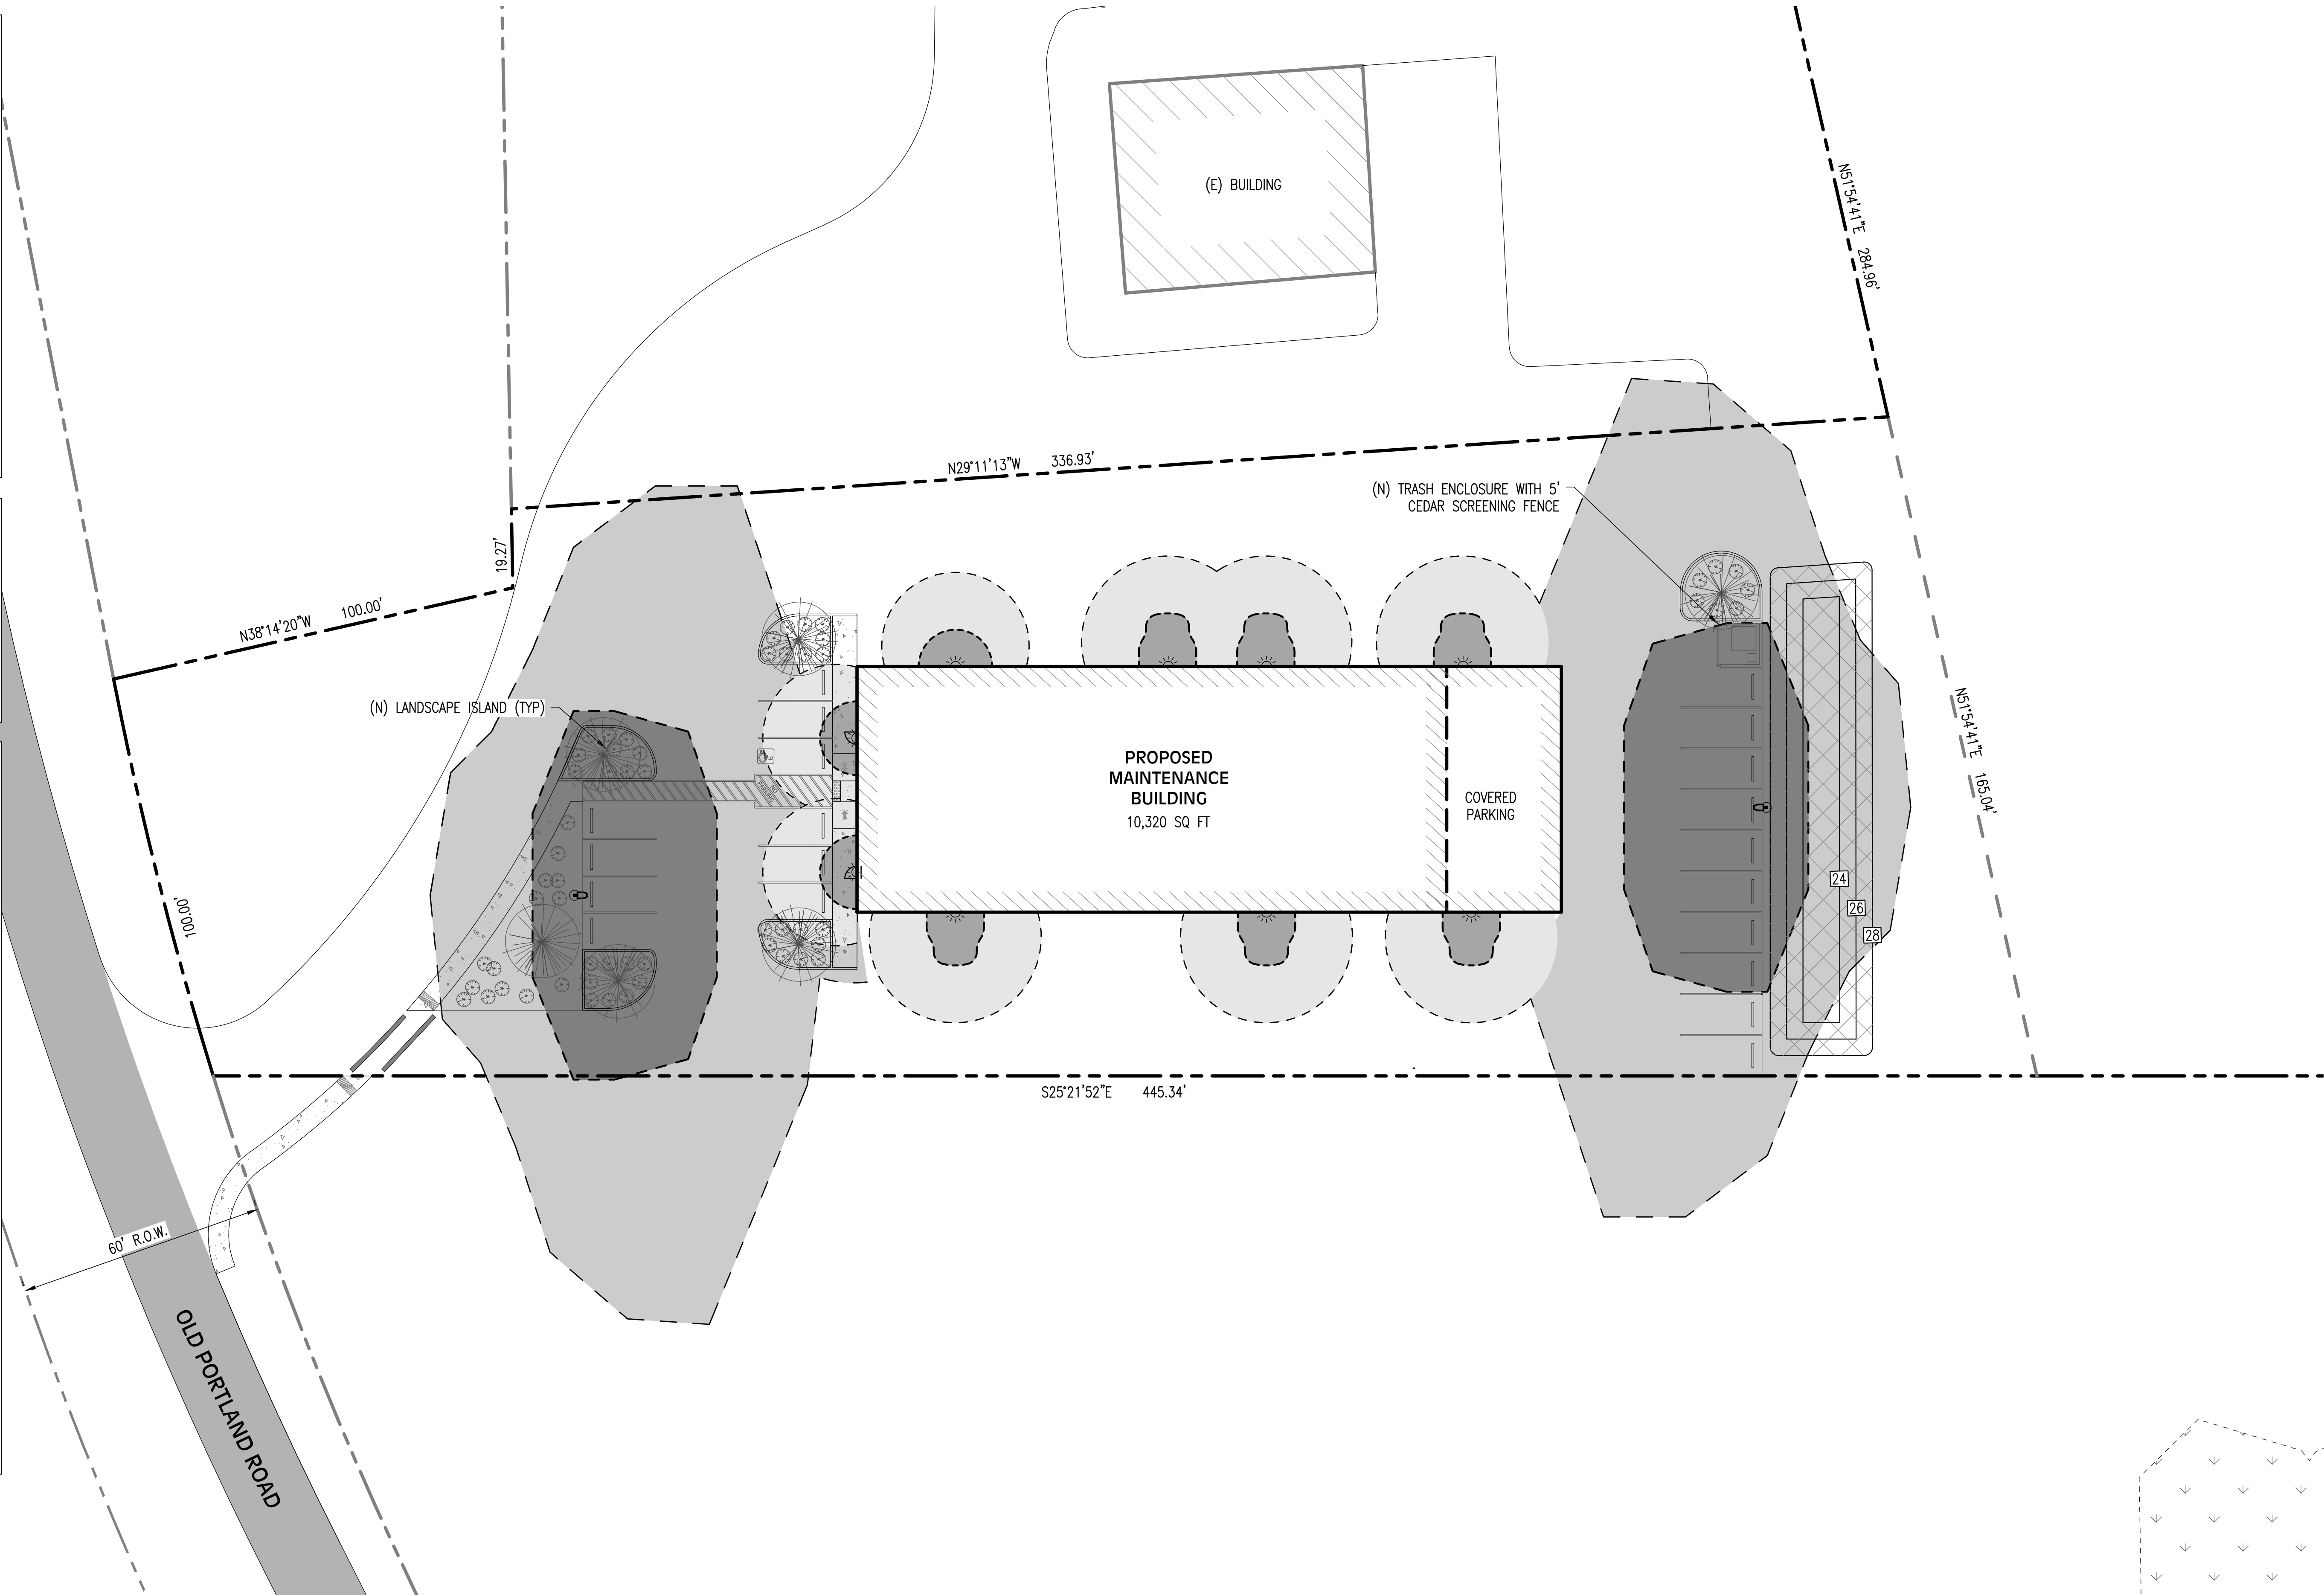 (E) BUILDING
N51°54'41"E 284.96'
N29°11'13"W 336.93'
(N) TRASH ENCLOSURE WITH 5'
CEDAR SCREENING FENCE
19.27'
N38°14'20"W 100.00'
(N) LANDSCAPE ISLAND (TYP)
N51°54'41"E 165.04'
PROPOSED
MAINTENANCE
BUILDING
10,320 SQ FT
COVERED
PARKING
NO
PARKING
24
26
28
100.00'
S25°21'52"E 445.34'
60' R.O.W.
OLD PORTLAND ROAD